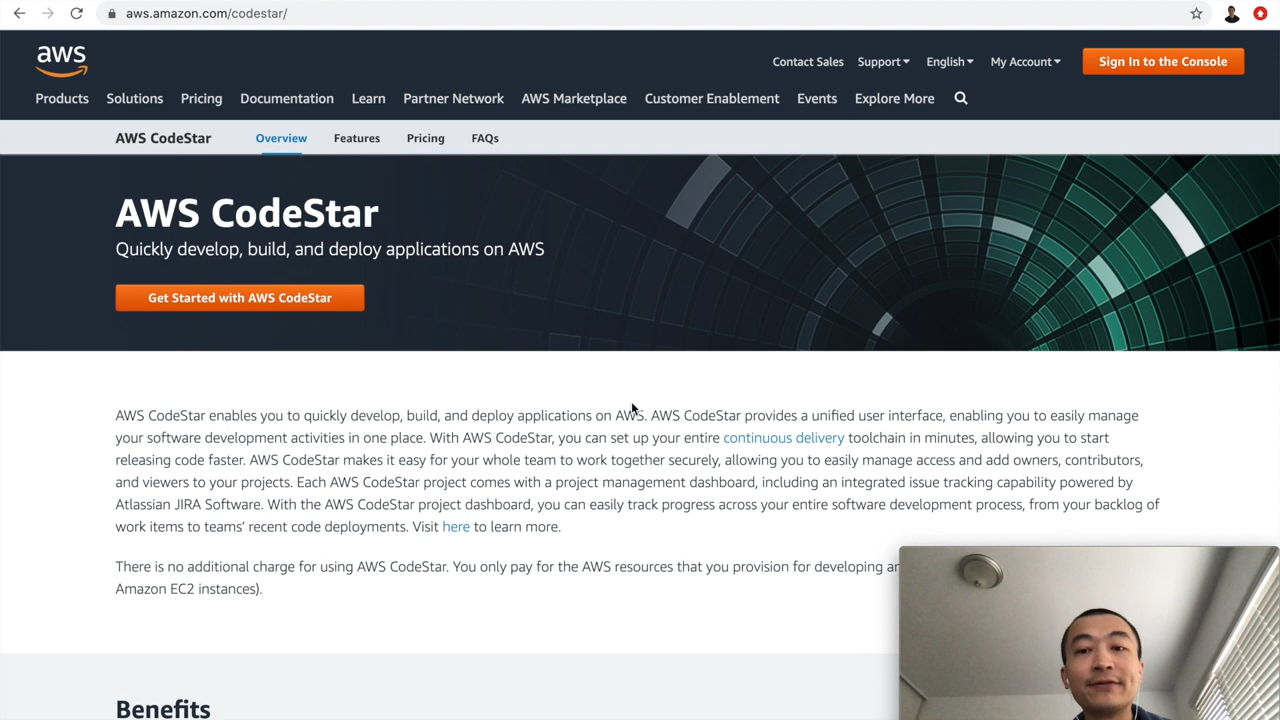 aws.amazon.com/codestar/
aws
Contact Sales Support English My Account Sign In to the Console
Products Solutions Pricing Documentation Learn Partner Network AWS Marketplace Customer Enablement Events Explore More
AWS CodeStar Overview Features Pricing FAQs
AWS CodeStar
Quickly develop, build, and deploy applications on AWS
Get Started with AWS CodeStar
AWS CodeStar enables you to quickly develop, build, and deploy applications on AWS. AWS CodeStar provides a unified user interface, enabling you to easily manage
your software development activities in one place. With AWS CodeStar, you can set up your entire continuous delivery toolchain in minutes, allowing you to start
releasing code faster. AWS CodeStar makes it easy for your whole team to work together securely, allowing you to easily manage access and add owners, contributors,
and viewers to your projects. Each AWS CodeStar project comes with a project management dashboard, including an integrated issue tracking capability powered by
Atlassian JIRA Software. With the AWS CodeStar project dashboard, you can easily track progress across your entire software development process, from your backlog of
work items to teams' recent code deployments. Visit here to learn more.
There is no additional charge for using AWS CodeStar. You only pay for the AWS resources that you provision for developing
Amazon EC2 instances).
Benefits